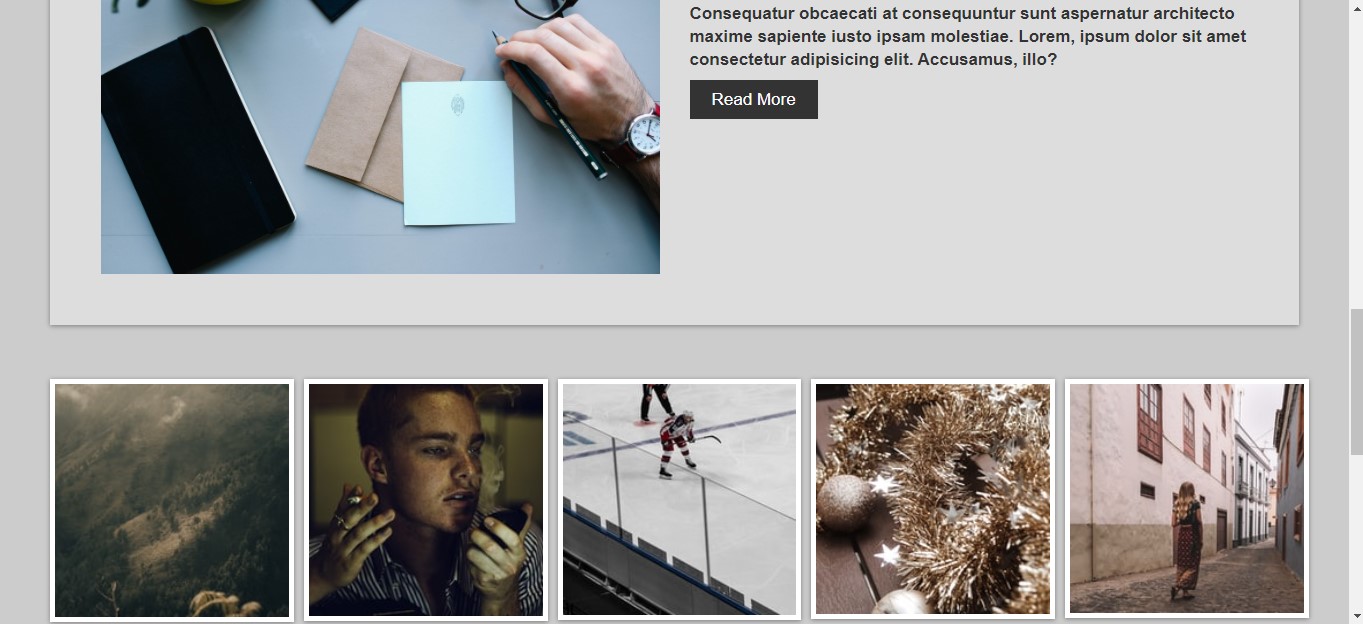 Consequatur obcaecati at consequuntur sunt aspernatur architecto
maxime sapiente iusto ipsam molestiae. Lorem, ipsum dolor sit amet
consectetur adipisicing elit. Accusamus, illo?
Read More